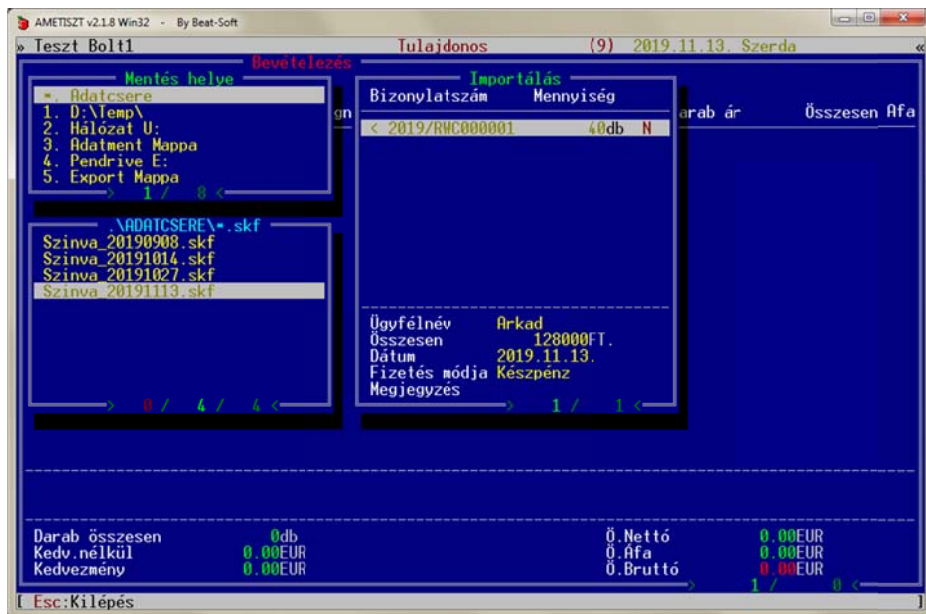 AMETISZT v2.1.8 Win32 - By Beat-Soft
» Teszt Bolt1 Tulajdonos (9) 2019.11.13. Szerda «
Bevételezés
Mentés helye
*. Adatcsere
1. D:\Temp\
2. Hálózat U:
3. Adatment Mappa
4. Pendrive E:
5. Export Mappa
> 1 / 8 <
gn
Importálás
Bizonylatszám Mennyiség
< 2019/RWC000001 40db N
arab ár Összesen Afa
.\ADATCSERE\*.skf
Szinva_20190908.skf
Szinva_20191014.skf
Szinva_20191027.skf
Szinva_20191113.skf
> 0 / 4 / 4 <
Ügyfélnév Arkad
Összesen 128000FT.
Dátum 2019.11.13.
Fizetés módja Készpénz
Megjegyzés
> 1 / 1 <
Darab összesen 0db
Kedv.nélkül 0.00EUR
Kedvezmény 0.00EUR
Ö.Nettó 0.00EUR
Ö.Áfa 0.00EUR
Ö.Bruttó 0.00EUR
> 1 / 0 <
[ Esc:Kilépés ]